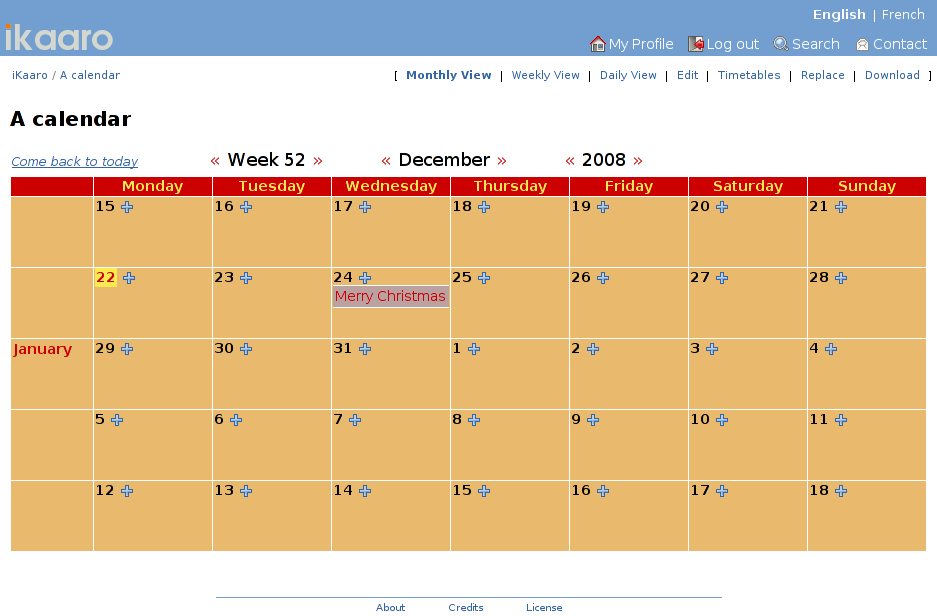 English | French
ikaaro
My Profile Log out Search Contact
iKaaro / A calendar [ Monthly View | Weekly View | Daily View | Edit | Timetables | Replace | Download ]
A calendar
Come back to today « Week 52 » « December » « 2008 »
Monday Tuesday Wednesday Thursday Friday Saturday Sunday
15 16 17 18 19 20 21
22 23 24 25 26 27 28
Merry Christmas
January 29 30 31 1 2 3 4
5 6 7 8 9 10 11
12 13 14 15 16 17 18
About Credits License